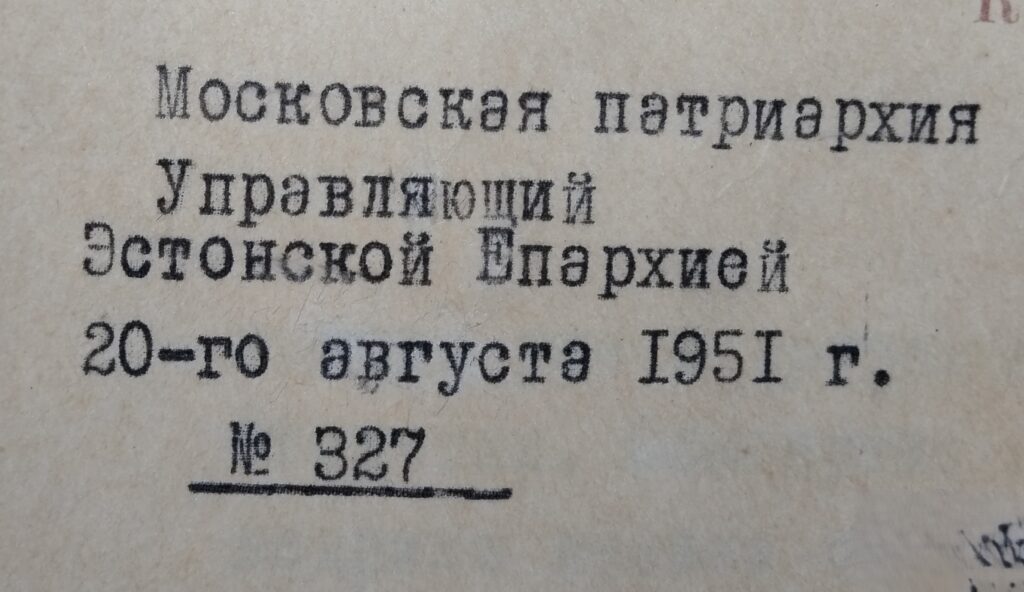 Московская патриархия
Управляющий
Эстонской Епархией
20-го августа 1951 г.
№ 327